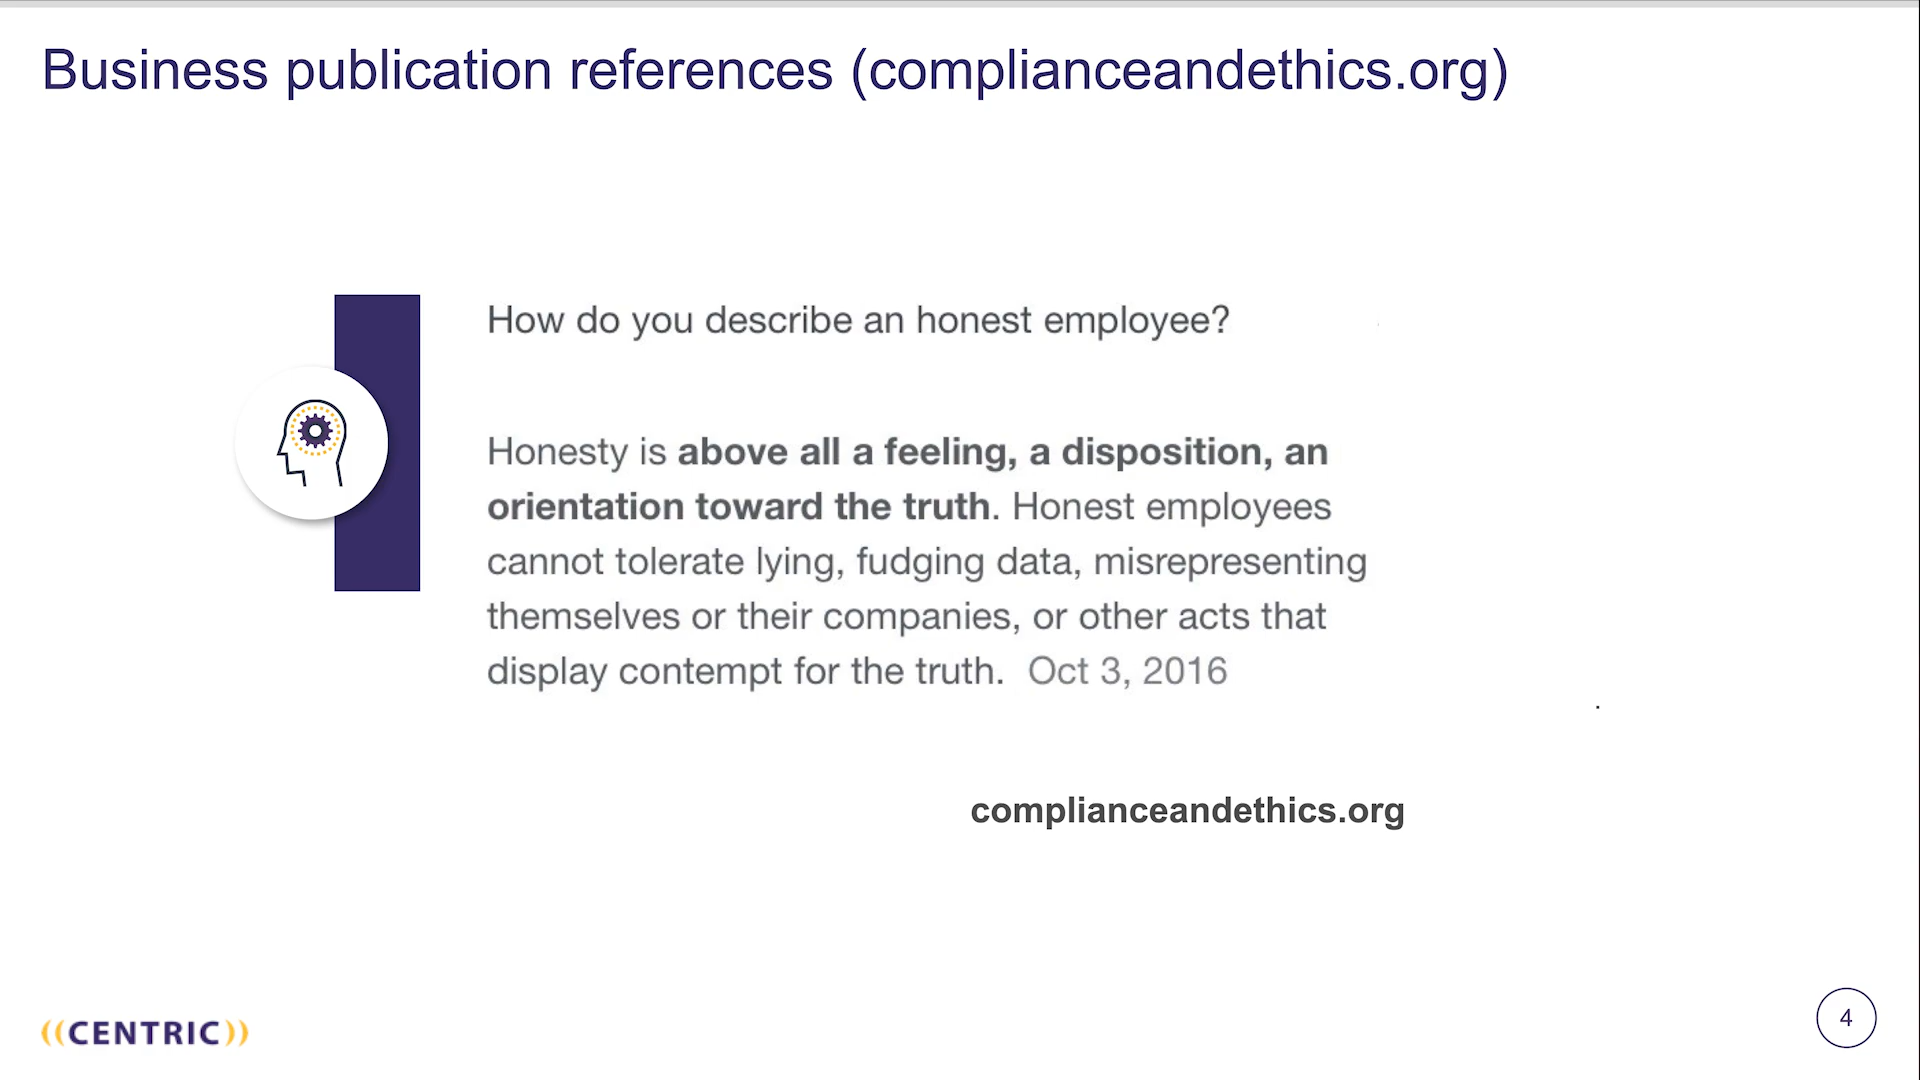 Business publication references (complianceandethics.org)
How do you describe an honest employee?
Honesty is above all a feeling, a disposition, an
orientation toward the truth. Honest employees
cannot tolerate lying, fudging data, misrepresenting
themselves or their companies, or other acts that
display contempt for the truth. Oct 3, 2016
.
complianceandethics.org
((CENTRIC))
4